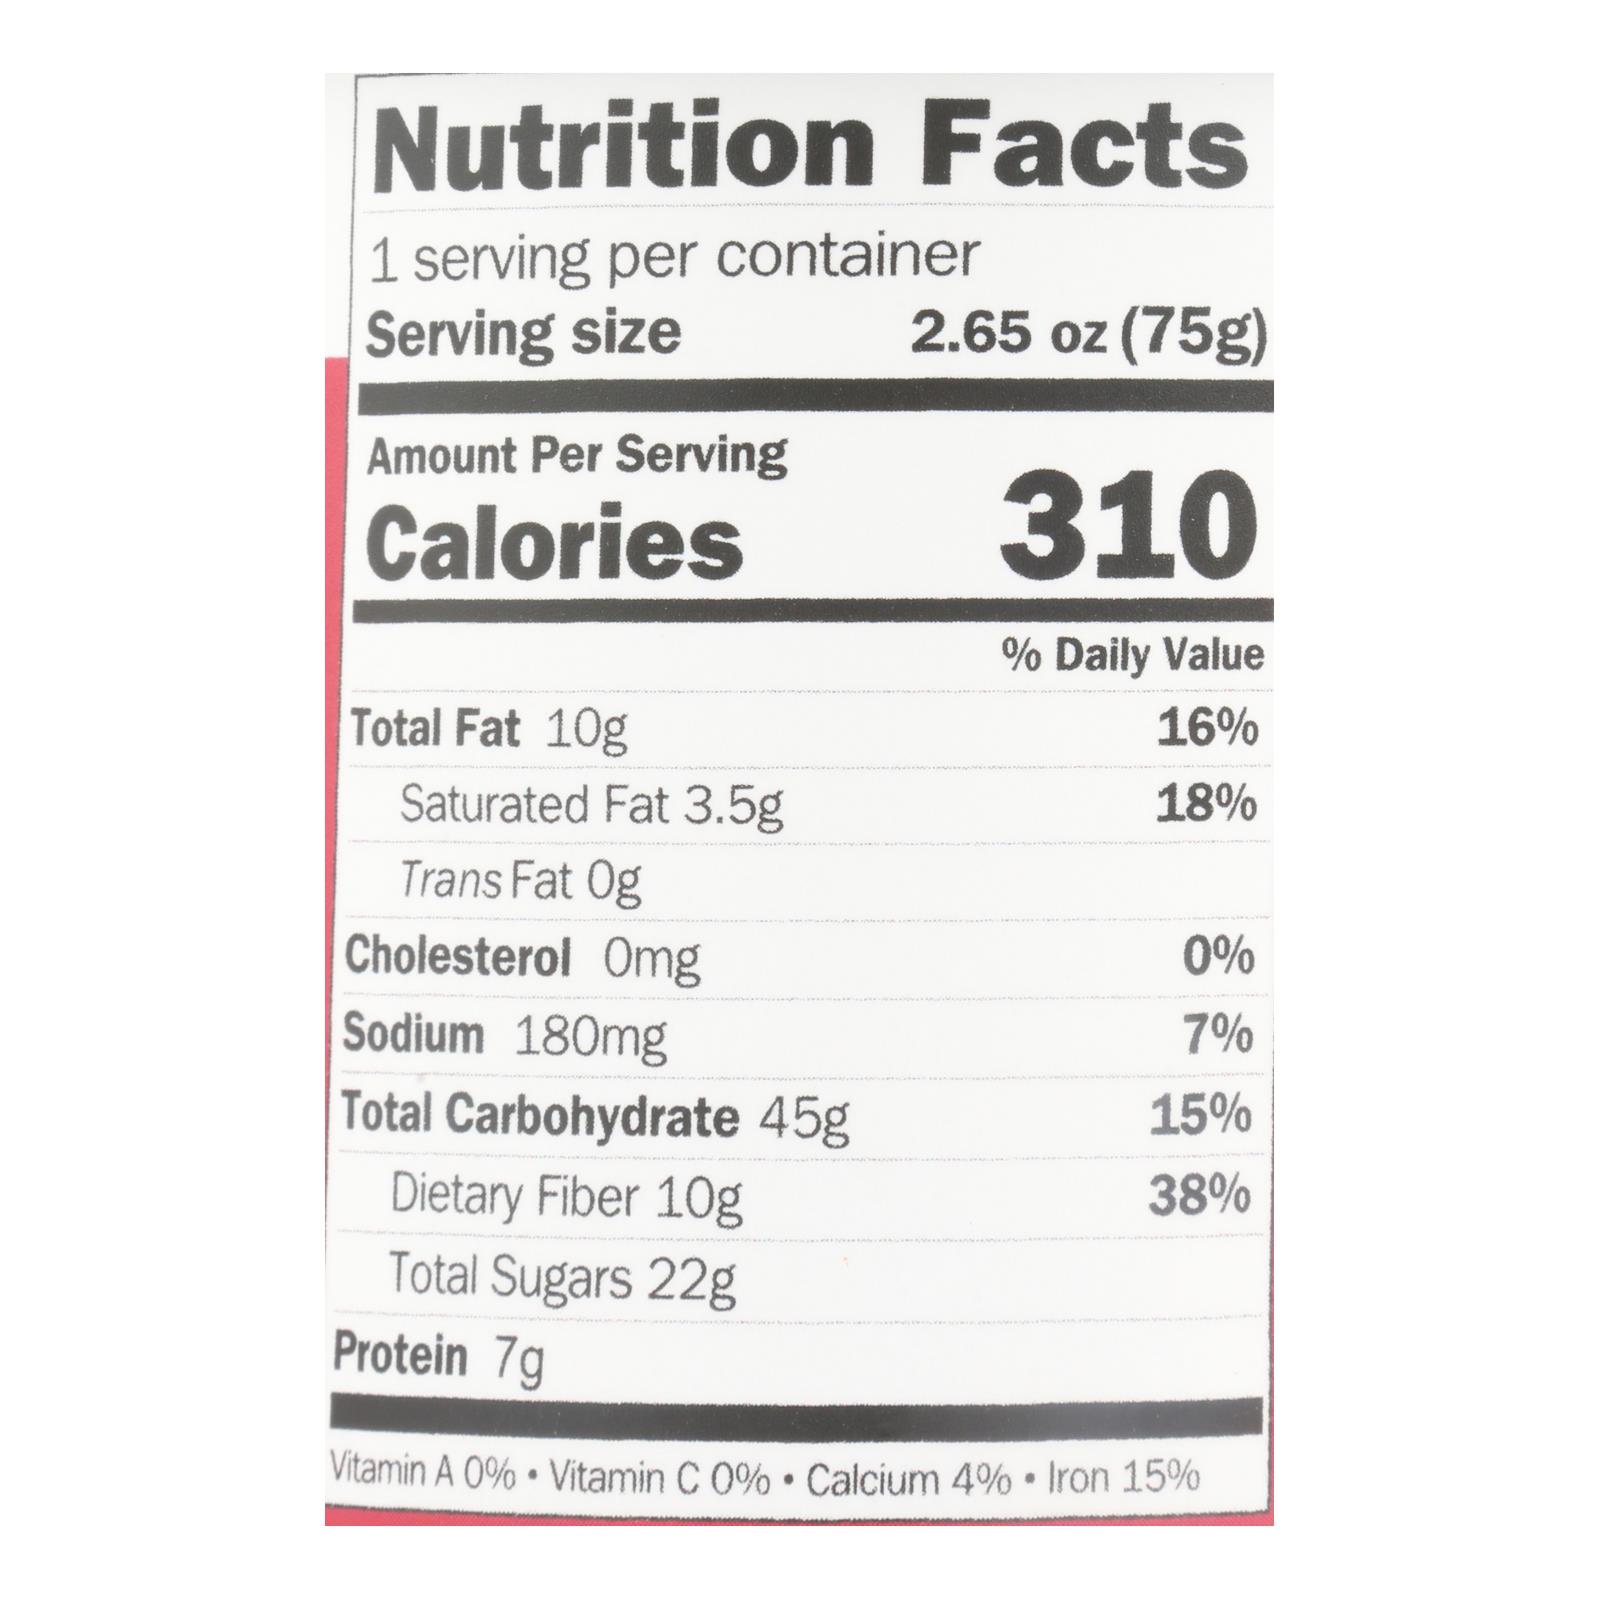 Nutrition Facts
1 serving per container
Serving size 2.65 oz (75g)
Amount Per Serving
Calories 310
% Daily Value
Total Fat 10g 16%
Saturated Fat 3.5g 18%
Trans Fat 0g
Cholesterol 0mg 0%
Sodium 180mg 7%
Total Carbohydrate 45g 15%
Dietary Fiber 10g 38%
Total Sugars 22g
Protein 7g
Vitamin A 0% • Vitamin C 0% • Calcium 4% • Iron 15%